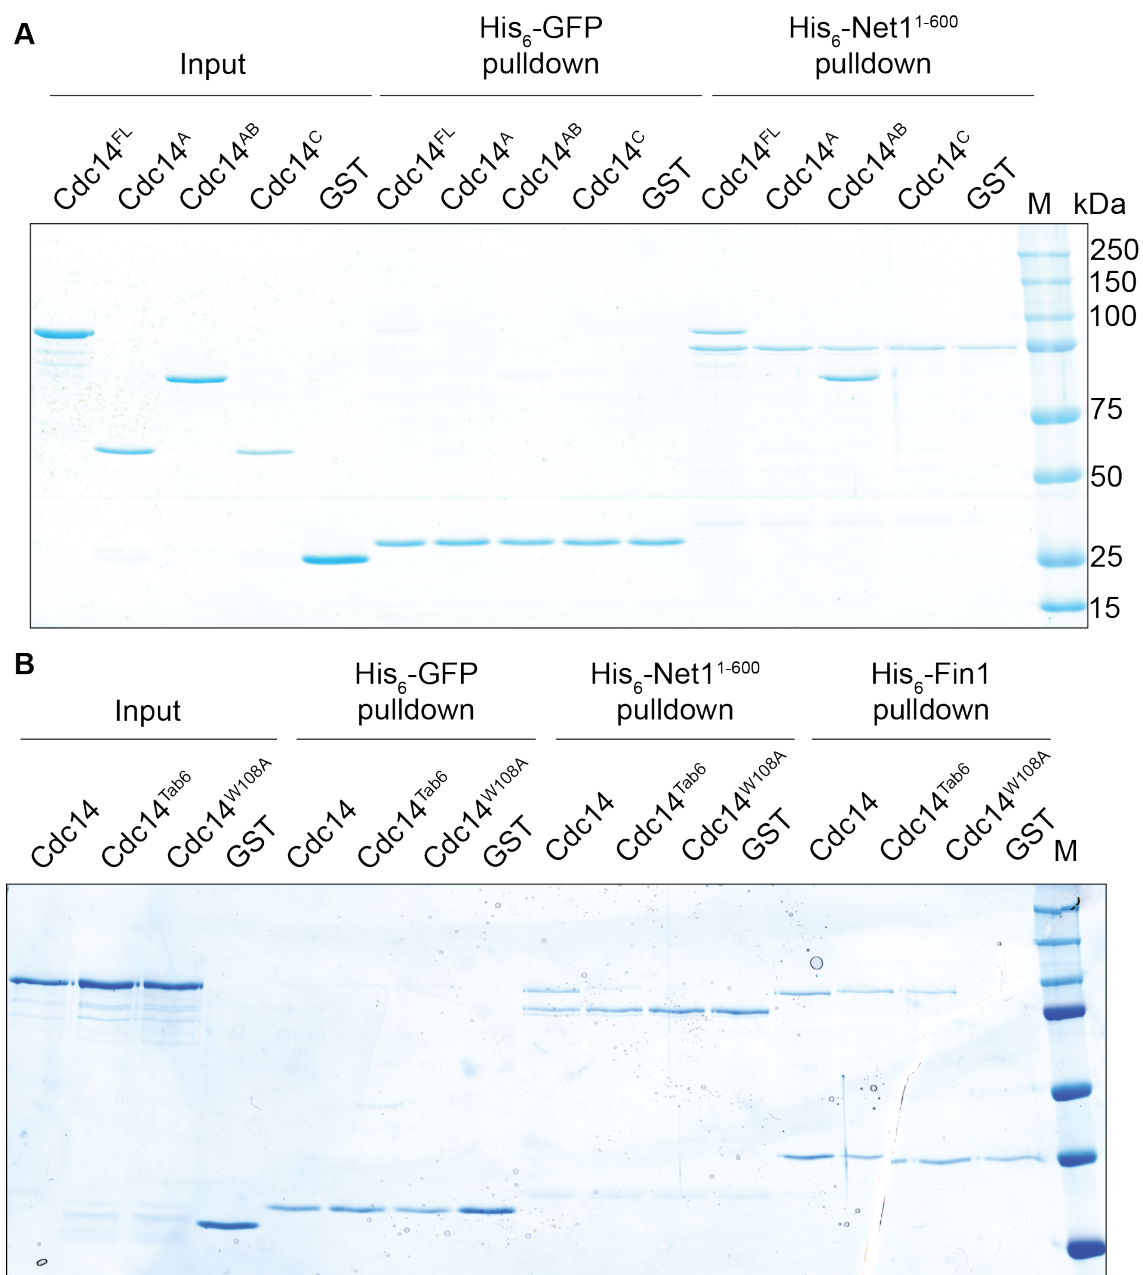 A
Input
His₆-GFP
pulldown
His₆-Net1¹⁻⁶⁰⁰
pulldown
Cdc14ᶠᴸ Cdc14ᴬ Cdc14ᴬᴮ Cdc14ᶜ GST Cdc14ᶠᴸ Cdc14ᴬ Cdc14ᴬᴮ Cdc14ᶜ GST Cdc14ᶠᴸ Cdc14ᴬ Cdc14ᴬᴮ Cdc14ᶜ GST M kDa
250
150
100
75
50
25
15
B
Input
His₆-GFP
pulldown
His₆-Net1¹⁻⁶⁰⁰
pulldown
His₆-Fin1
pulldown
Cdc14 Cdc14ᵀᵃᵇ⁶ Cdc14ᵂ¹⁰⁸ᴬ GST Cdc14 Cdc14ᵀᵃᵇ⁶ Cdc14ᵂ¹⁰⁸ᴬ GST Cdc14 Cdc14ᵀᵃᵇ⁶ Cdc14ᵂ¹⁰⁸ᴬ GST Cdc14 Cdc14ᵀᵃᵇ⁶ Cdc14ᵂ¹⁰⁸ᴬ GST M